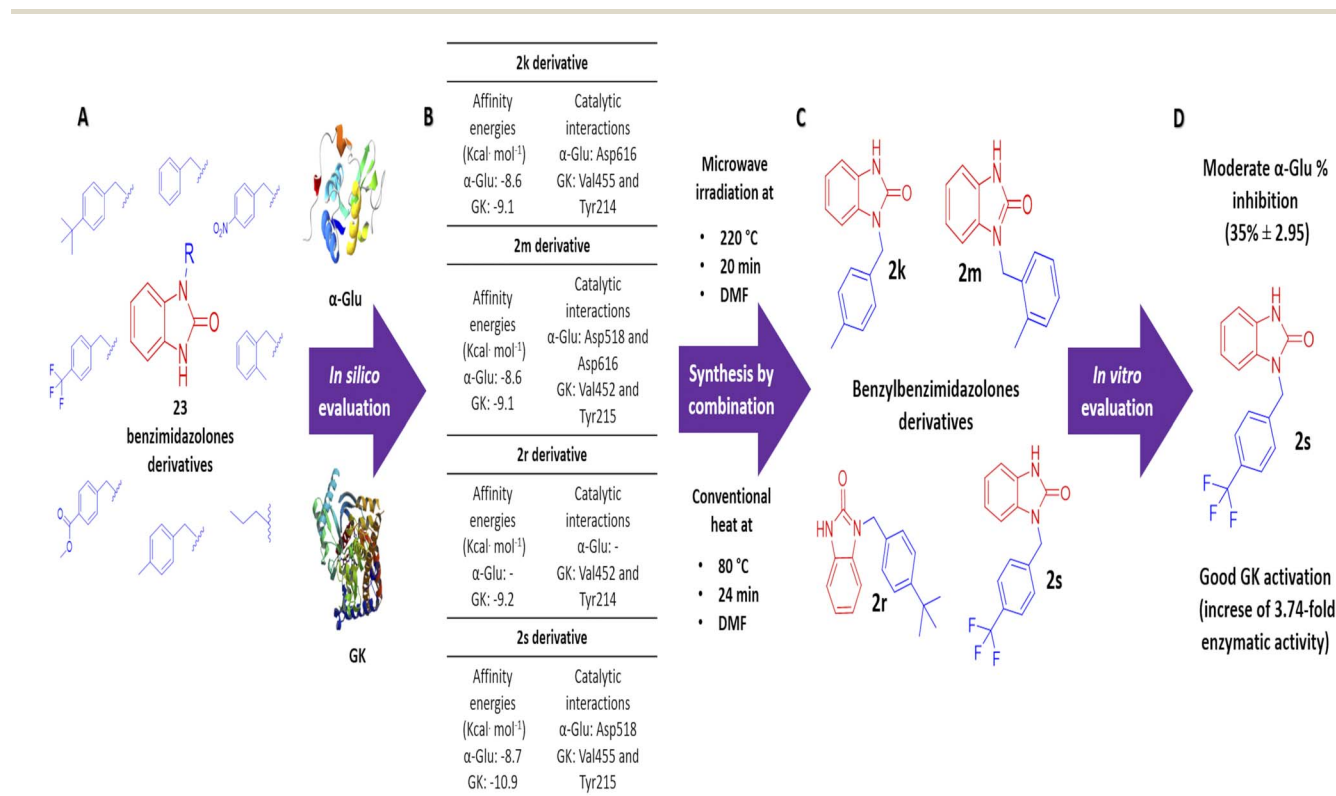 A
O₂N
R
N
O
N
H
F
F
F
O
O
23
benzimidazolones
derivatives
α-Glu
In silico
evaluation
GK
B
2k derivative
Affinity
energies
(Kcal· mol⁻¹)
α-Glu: -8.6
GK: -9.1
Catalytic
interactions
α-Glu: Asp616
GK: Val455 and
Tyr214
2m derivative
Affinity
energies
(Kcal· mol⁻¹)
α-Glu: -8.6
GK: -9.1
Catalytic
interactions
α-Glu: Asp518 and
Asp616
GK: Val452 and
Tyr215
2r derivative
Affinity
energies
(Kcal· mol⁻¹)
α-Glu: -
GK: -9.2
Catalytic
interactions
α-Glu: -
GK: Val452 and
Tyr214
2s derivative
Affinity
energies
(Kcal· mol⁻¹)
α-Glu: -8.7
GK: -10.9
Catalytic
interactions
α-Glu: Asp518
GK: Val455 and
Tyr215
Microwave
irradiation at
• 220 °C
• 20 min
• DMF
Synthesis by
combination
Conventional
heat at
• 80 °C
• 24 min
• DMF
C
H
N
O
N
2k
H
N
O
N
2m
Benzylbenzimidazolones
derivatives
O
HN
N
2r
H
N
O
N
2s
F
F
F
In vitro
evaluation
D
Moderate α-Glu %
inhibition
(35% ± 2.95)
H
N
O
N
2s
F
F
F
Good GK activation
(increse of 3.74-fold
enzymatic activity)